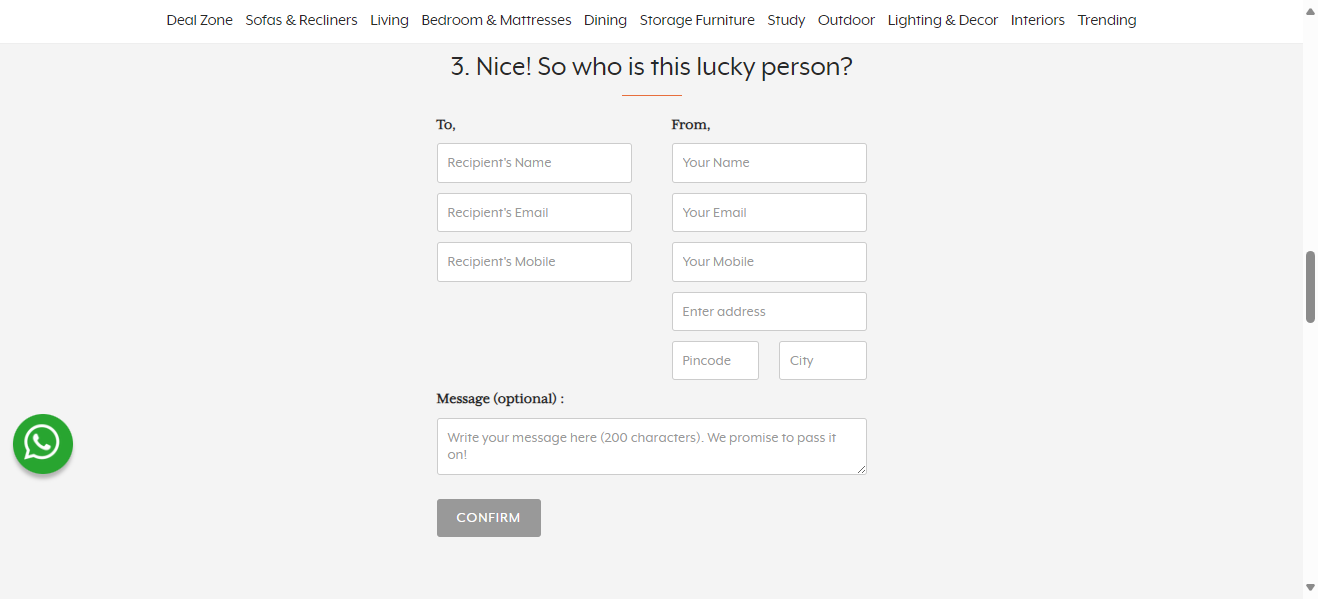 Deal Zone Sofas & Recliners Living Bedroom & Mattresses Dining Storage Furniture Study Outdoor Lighting & Decor Interiors Trending
3. Nice! So who is this lucky person?
To,
Recipient's Name
Recipient's Email
Recipient's Mobile
From,
Your Name
Your Email
Your Mobile
Enter address
Pincode City
Message (optional) :
Write your message here (200 characters). We promise to pass it
on!
CONFIRM